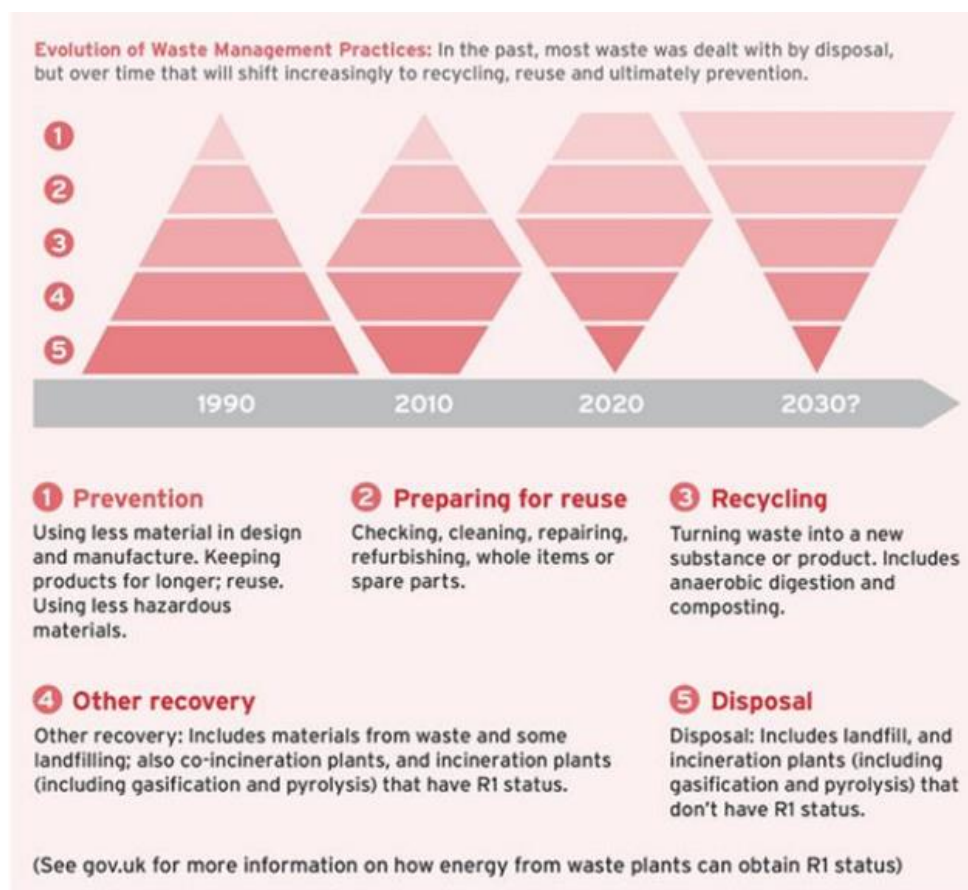 Evolution of Waste Management Practices: In the past, most waste was dealt with by disposal,
but over time that will shift increasingly to recycling, reuse and ultimately prevention.
1
2
3
4
5
1990 2010 2020 2030?
1 Prevention
Using less material in design
and manufacture. Keeping
products for longer; reuse.
Using less hazardous
materials.
2 Preparing for reuse
Checking, cleaning, repairing,
refurbishing, whole items or
spare parts.
3 Recycling
Turning waste into a new
substance or product. Includes
anaerobic digestion and
composting.
4 Other recovery
Other recovery: Includes materials from waste and some
landfilling; also co-incineration plants, and incineration plants
(including gasification and pyrolysis) that have R1 status.
5 Disposal
Disposal: Includes landfill, and
incineration plants (including
gasification and pyrolysis) that
don't have R1 status.
(See gov.uk for more information on how energy from waste plants can obtain R1 status)